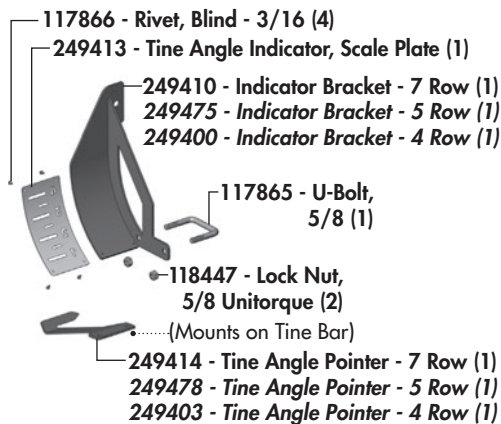 117866 - Rivet, Blind - 3/16 (4)
249413 - Tine Angle Indicator, Scale Plate (1)
249410 - Indicator Bracket - 7 Row (1)
249475 - Indicator Bracket - 5 Row (1)
249400 - Indicator Bracket - 4 Row (1)
117865 - U-Bolt,
5/8 (1)
118447 - Lock Nut,
5/8 Unitorque (2)
(Mounts on Tine Bar)
249414 - Tine Angle Pointer - 7 Row (1)
249478 - Tine Angle Pointer - 5 Row (1)
249403 - Tine Angle Pointer - 4 Row (1)